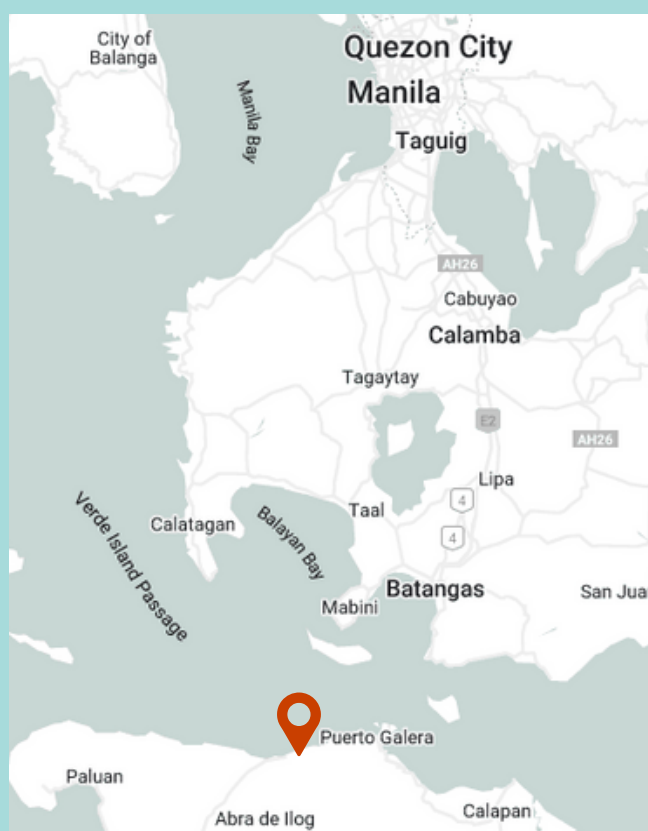 City of
Balanga
Quezon City
Manila
Manila Bay
Taguig
AH26
Cabuyao
Calamba
Tagaytay
E2
AH26
Lipa
4
Taal
Calatagan
Balayan Bay
Verde Island Passage
4
Batangas
San Jua
Mabini
Puerto Galera
Paluan
Abra de Ilog
Calapan